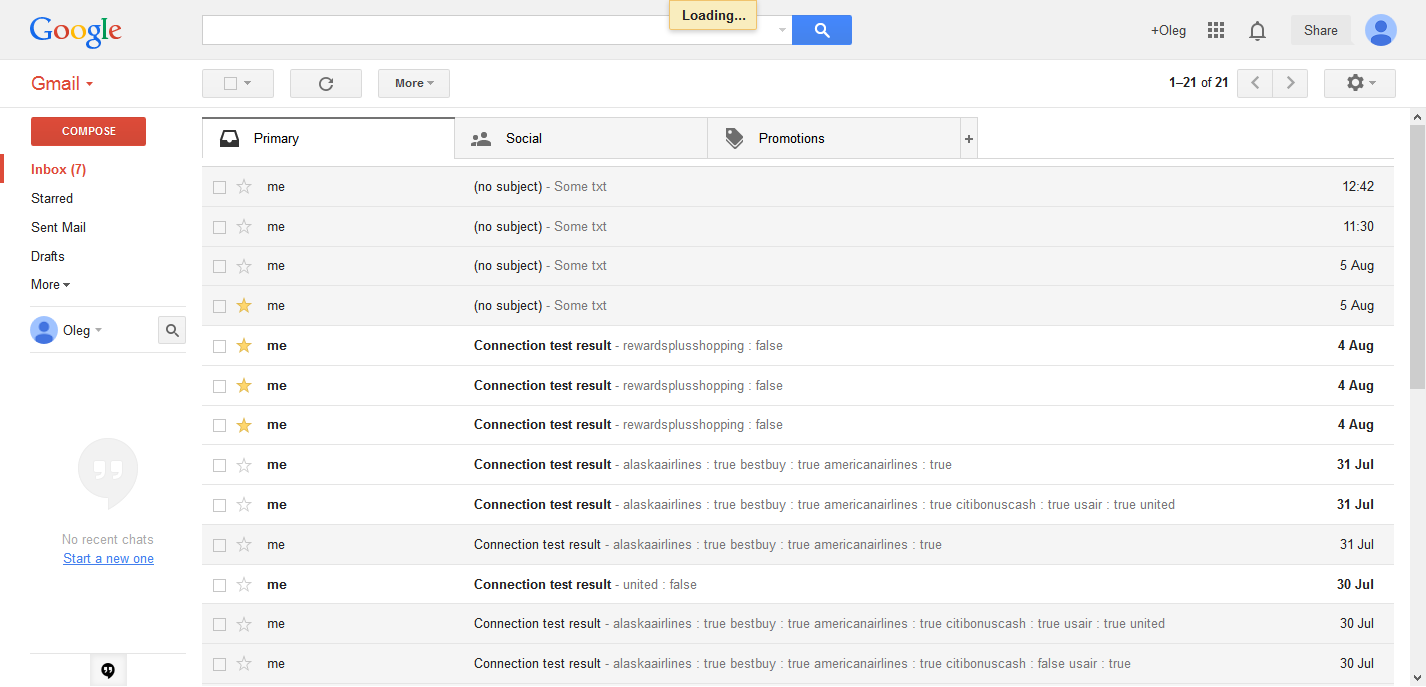 Loading...
Google
+Oleg
Share
Gmail
More
1–21 of 21
COMPOSE
Primary
Social
Promotions
+
Inbox (7)
Starred
Sent Mail
Drafts
More
Oleg
No recent chats
Start a new one
me (no subject) - Some txt 12:42
me (no subject) - Some txt 11:30
me (no subject) - Some txt 5 Aug
me (no subject) - Some txt 5 Aug
me Connection test result - rewardsplusshopping : false 4 Aug
me Connection test result - rewardsplusshopping : false 4 Aug
me Connection test result - rewardsplusshopping : false 4 Aug
me Connection test result - alaskaairlines : true bestbuy : true americanairlines : true 31 Jul
me Connection test result - alaskaairlines : true bestbuy : true americanairlines : true citibonuscash : true usair : true united 31 Jul
me Connection test result - alaskaairlines : true bestbuy : true americanairlines : true 31 Jul
me Connection test result - united : false 30 Jul
me Connection test result - alaskaairlines : true bestbuy : true americanairlines : true citibonuscash : true usair : true united 30 Jul
me Connection test result - alaskaairlines : true bestbuy : true americanairlines : true citibonuscash : false usair : true 30 Jul